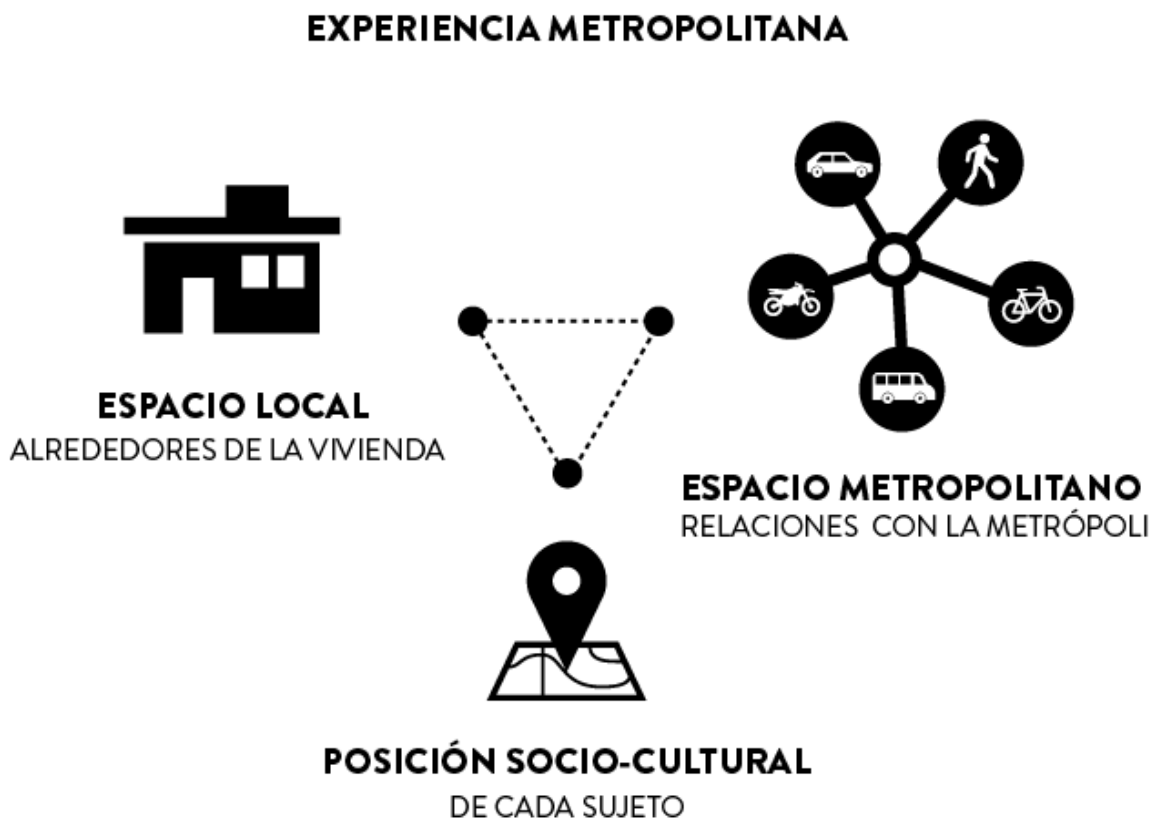 EXPERIENCIA METROPOLITANA
ESPACIO LOCAL
ALREDEDORES DE LA VIVIENDA
ESPACIO METROPOLITANO
RELACIONES CON LA METRÓPOLI
POSICIÓN SOCIO-CULTURAL
DE CADA SUJETO